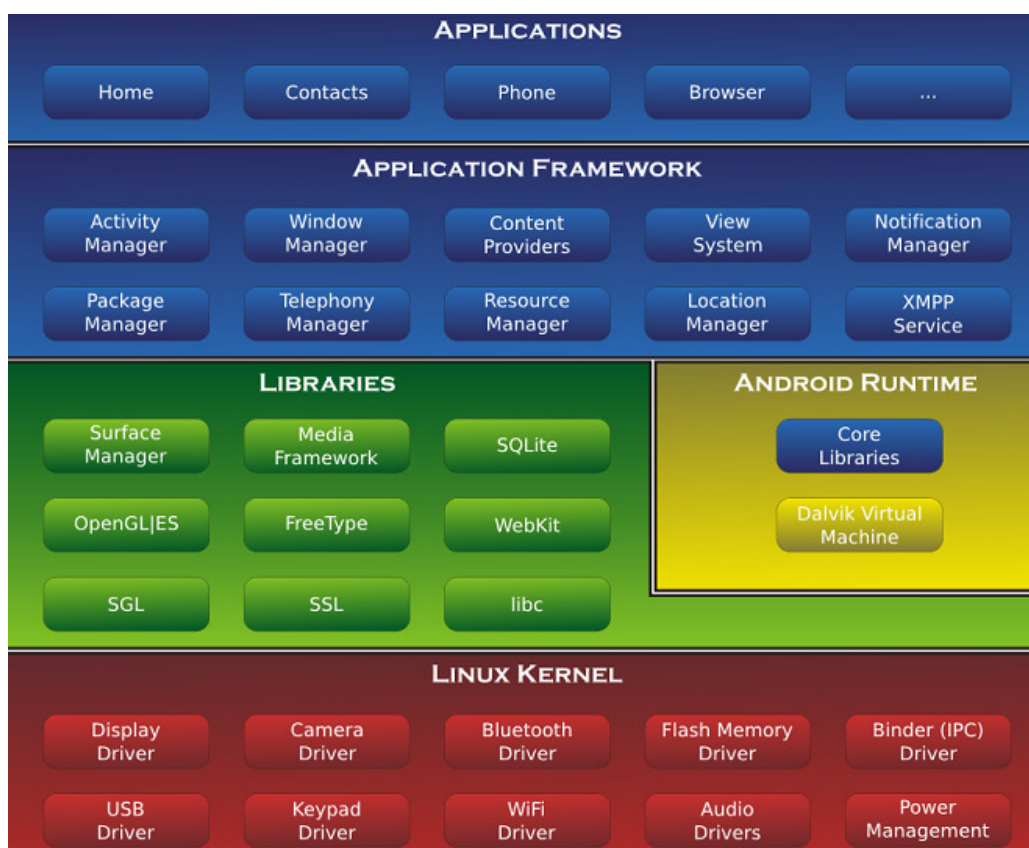 APPLICATIONS
Home
Contacts
Phone
Browser
...
APPLICATION FRAMEWORK
Activity
Manager
Window
Manager
Content
Providers
View
System
Notification
Manager
Package
Manager
Telephony
Manager
Resource
Manager
Location
Manager
XMPP
Service
LIBRARIES
Surface
Manager
Media
Framework
SQLite
OpenGL|ES
FreeType
WebKit
SGL
SSL
libc
ANDROID RUNTIME
Core
Libraries
Dalvik Virtual
Machine
LINUX KERNEL
Display
Driver
Camera
Driver
Bluetooth
Driver
Flash Memory
Driver
Binder (IPC)
Driver
USB
Driver
Keypad
Driver
WiFi
Driver
Audio
Drivers
Power
Management